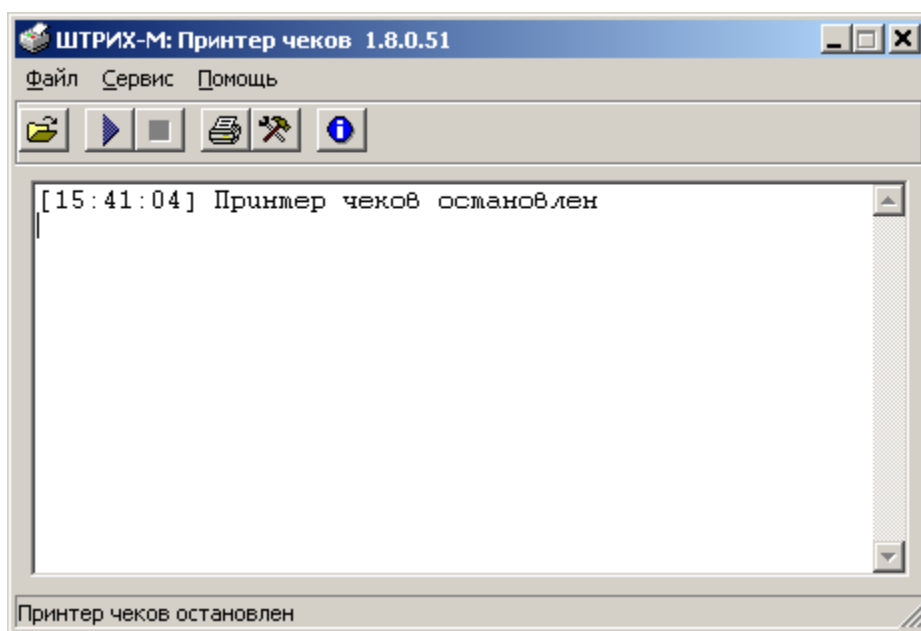 ШТРИХ-М: Принтер чеков 1.8.0.51
Файл Сервис Помощь
[15:41:04] Принтер чеков остановлен
Принтер чеков остановлен